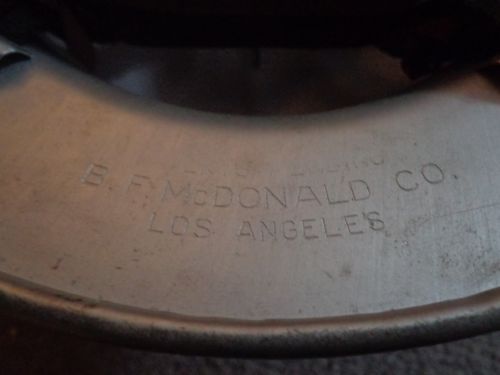 B. F. McDONALD CO.
LOS ANGELES